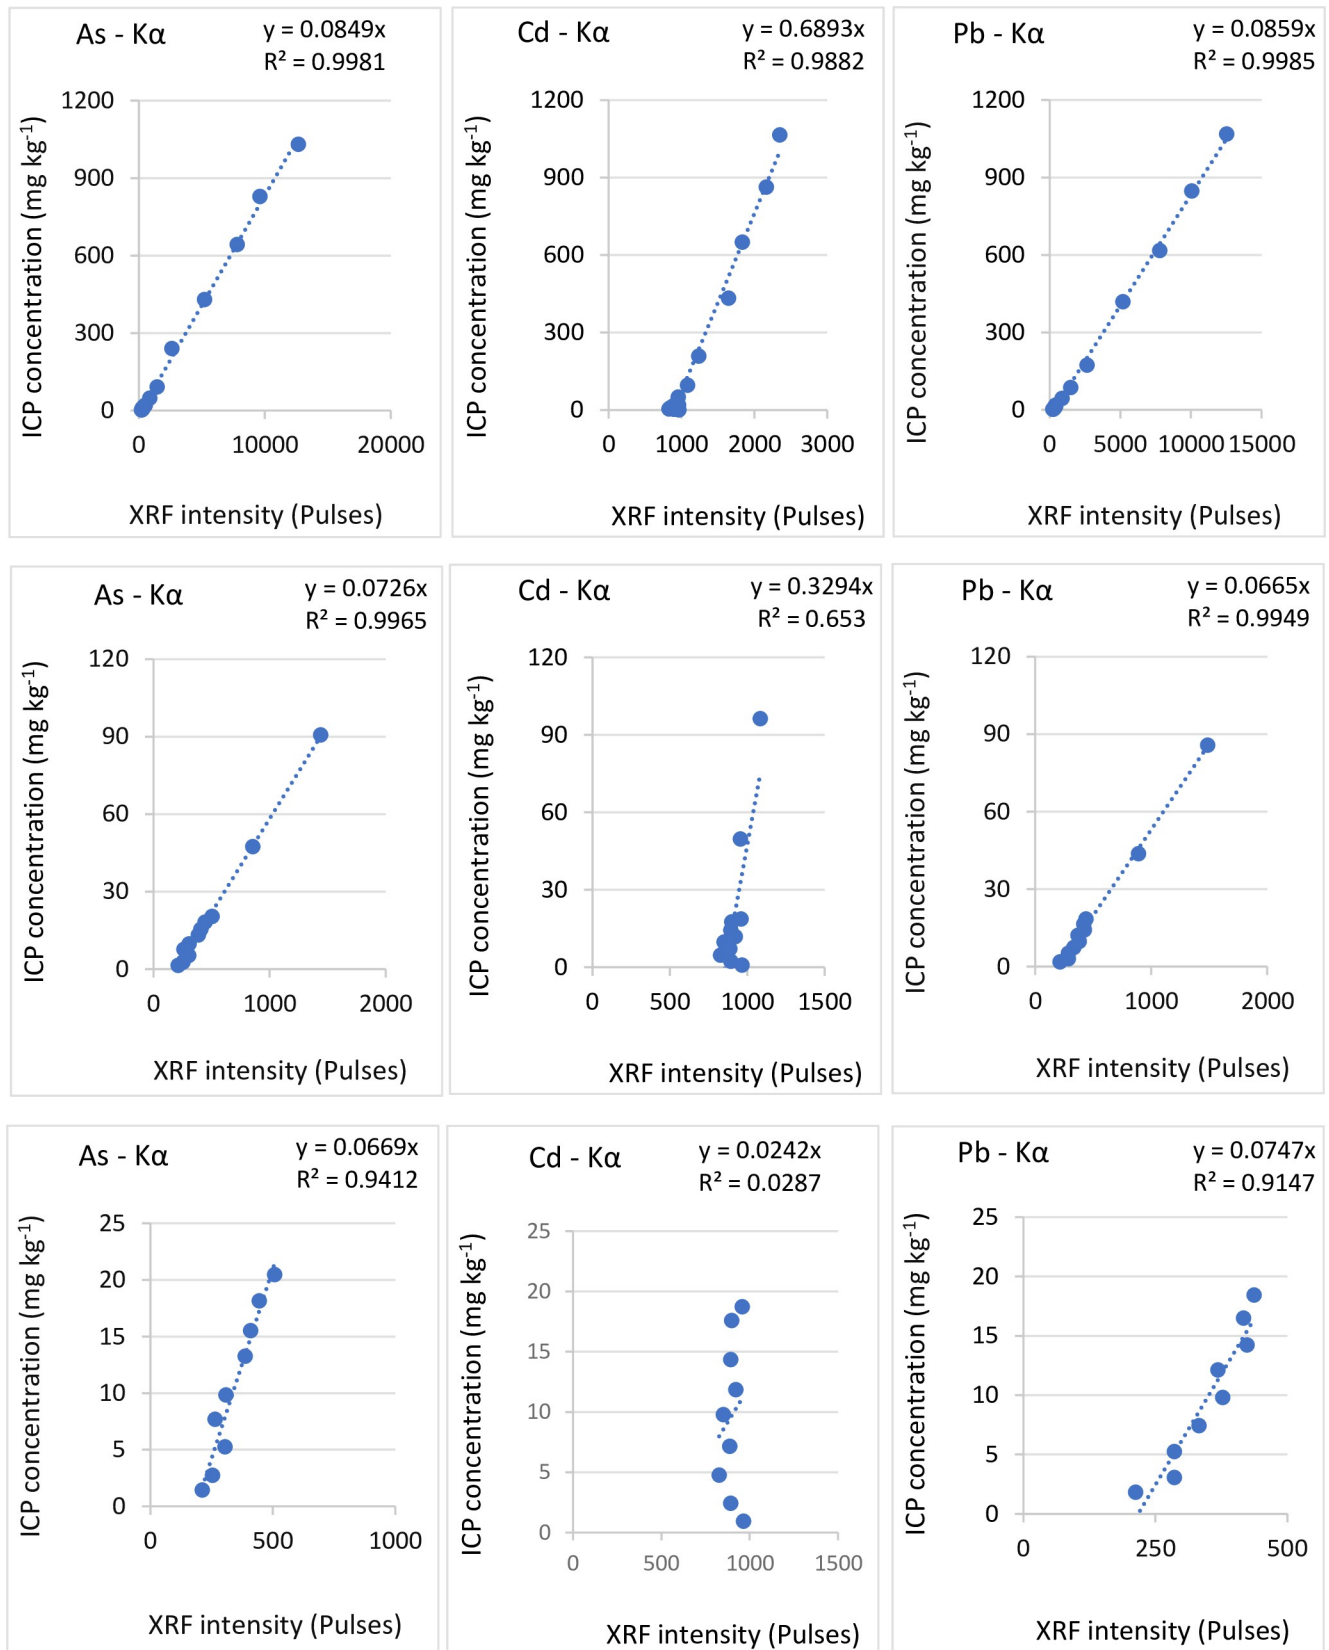 As - Kα
y = 0.0849x
R² = 0.9981
1200
900
600
300
0
0
10000
20000
ICP concentration (mg kg⁻¹)
XRF intensity (Pulses)
Cd - Kα
y = 0.6893x
R² = 0.9882
1200
900
600
300
0
0
1000
2000
3000
ICP concentration (mg kg⁻¹)
XRF intensity (Pulses)
Pb - Kα
y = 0.0859x
R² = 0.9985
1200
900
600
300
0
0
5000
10000
15000
ICP concentration (mg kg⁻¹)
XRF intensity (Pulses)
As - Kα
y = 0.0726x
R² = 0.9965
120
90
60
30
0
0
1000
2000
ICP concentration (mg kg⁻¹)
XRF intensity (Pulses)
Cd - Kα
y = 0.3294x
R² = 0.653
120
90
60
30
0
0
500
1000
1500
ICP concentration (mg kg⁻¹)
XRF intensity (Pulses)
Pb - Kα
y = 0.0665x
R² = 0.9949
120
90
60
30
0
0
1000
2000
ICP concentration (mg kg⁻¹)
XRF intensity (Pulses)
As - Kα
y = 0.0669x
R² = 0.9412
25
20
15
10
5
0
0
500
1000
ICP concentration (mg kg⁻¹)
XRF intensity (Pulses)
Cd - Kα
y = 0.0242x
R² = 0.0287
25
20
15
10
5
0
0
500
1000
1500
ICP concentration (mg kg⁻¹)
XRF intensity (Pulses)
Pb - Kα
y = 0.0747x
R² = 0.9147
25
20
15
10
5
0
0
250
500
ICP concentration (mg kg⁻¹)
XRF intensity (Pulses)